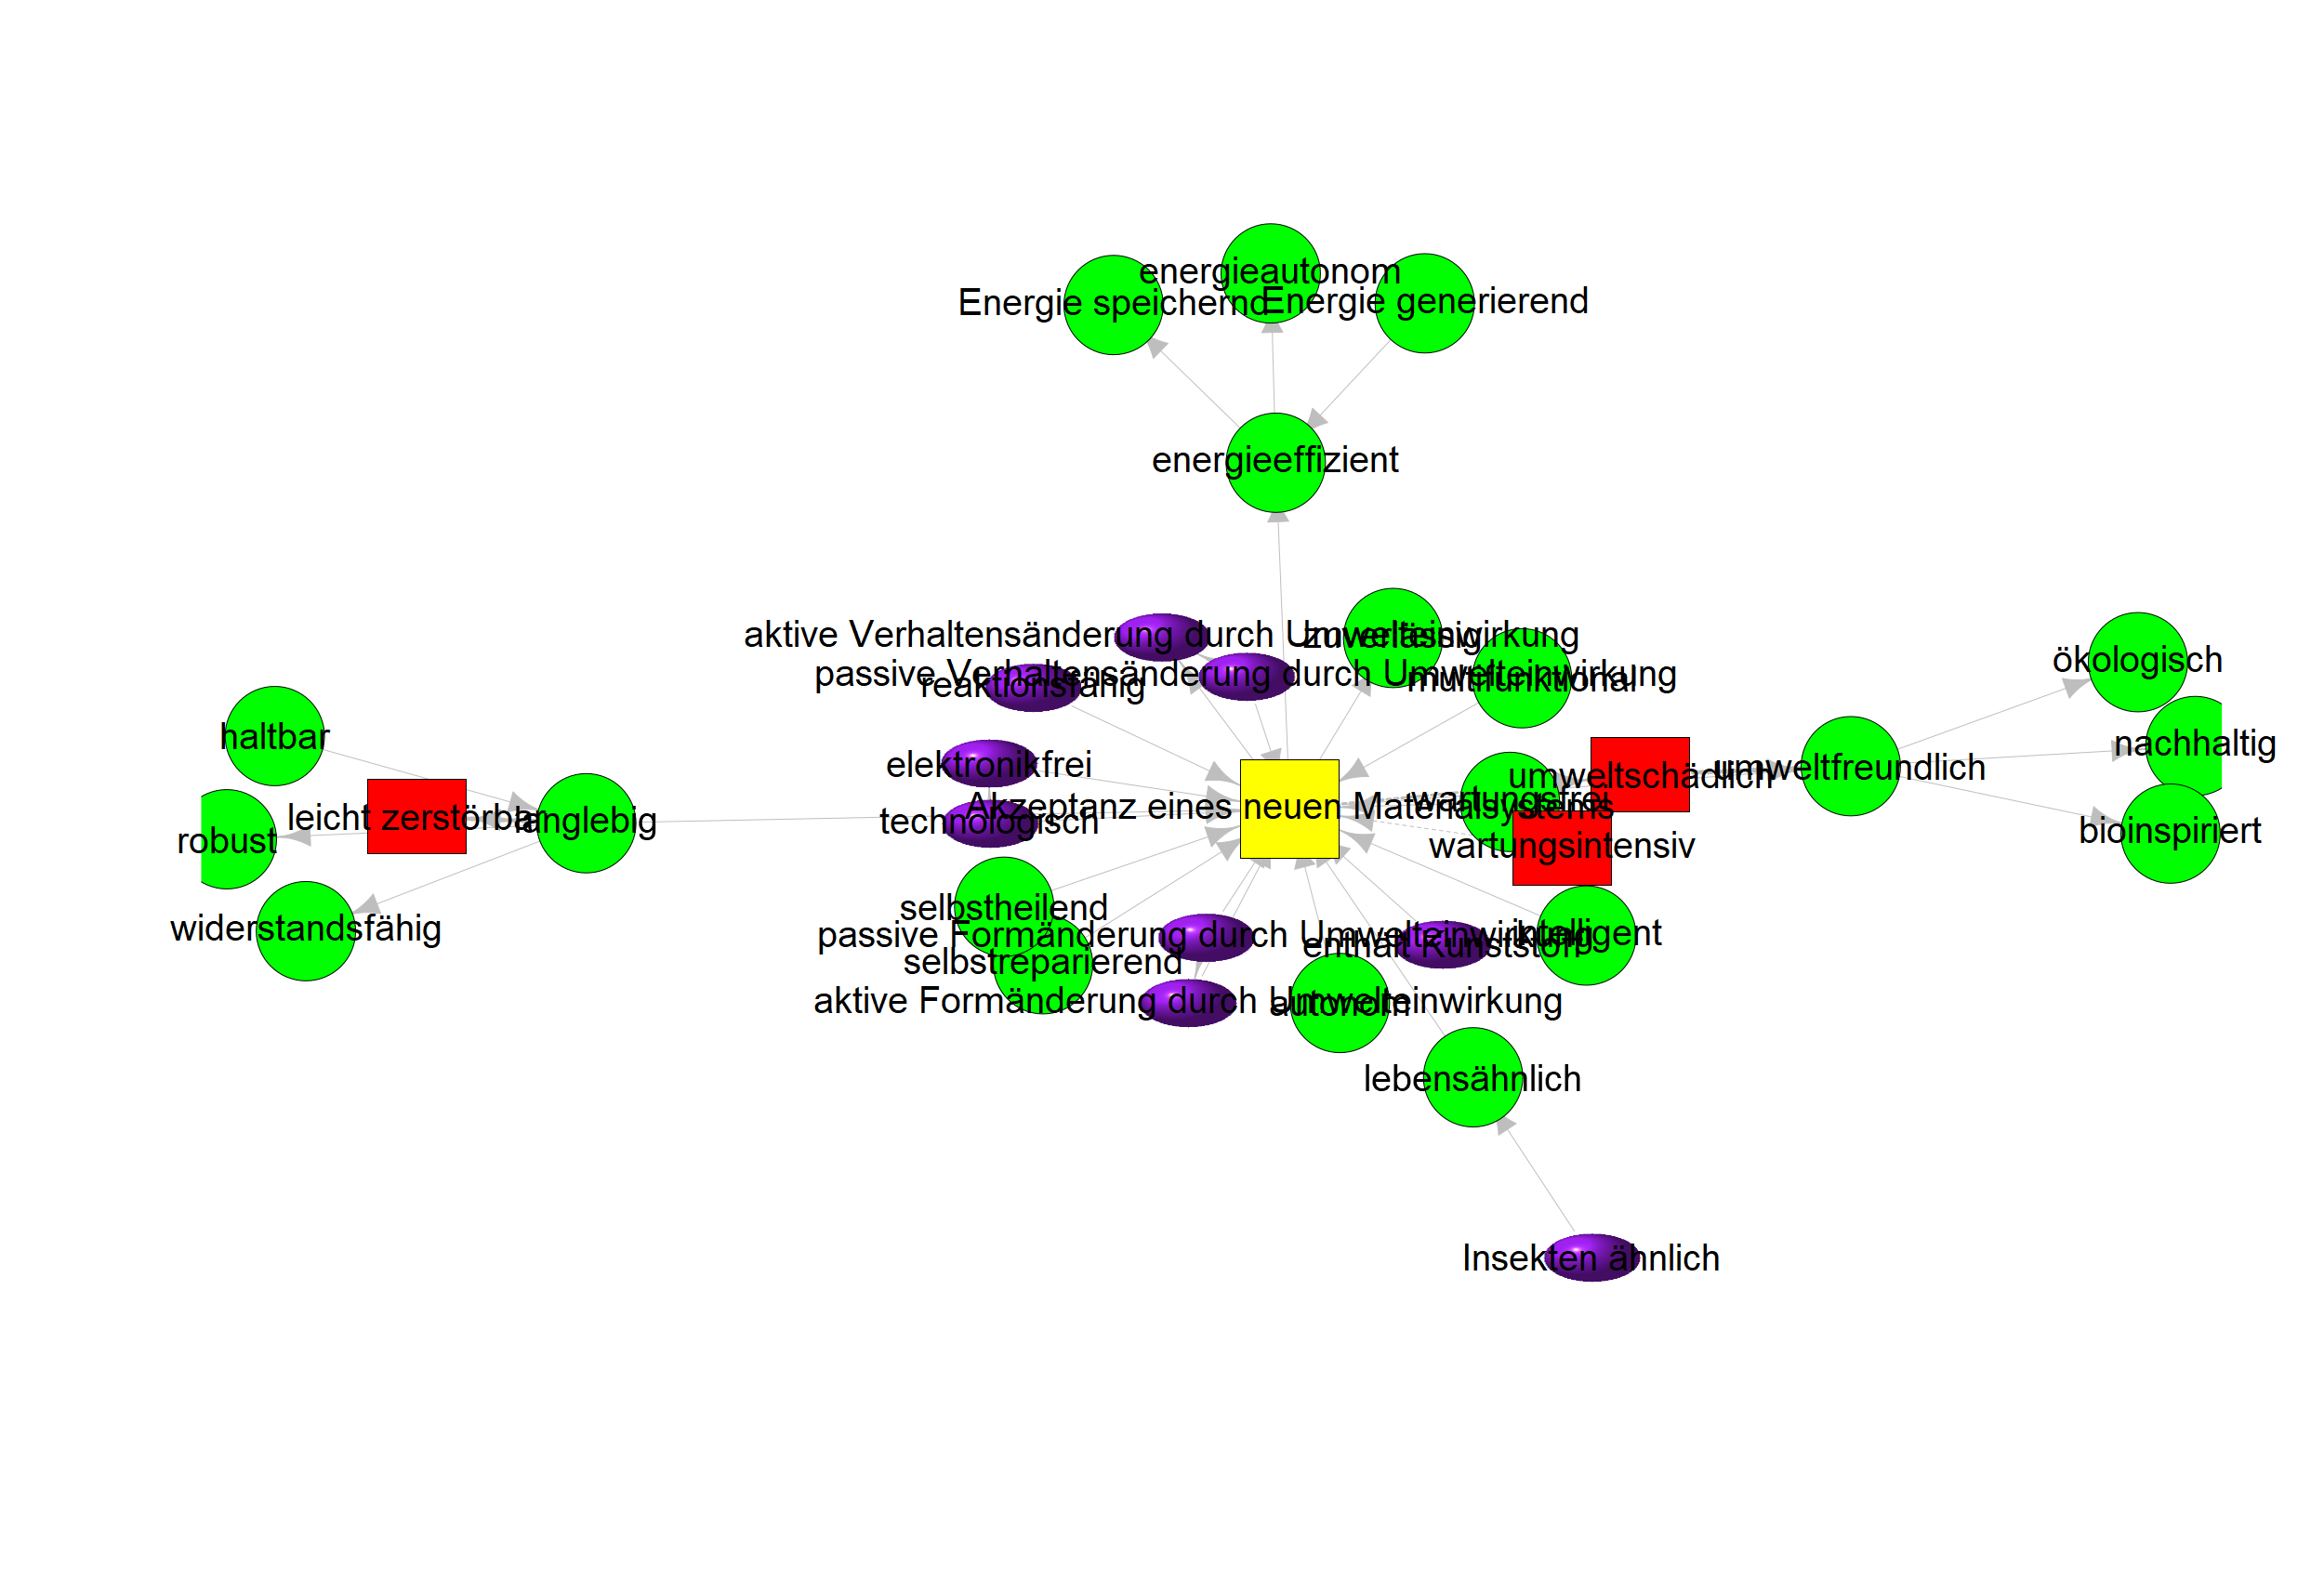 energieautonom
Energie speichernd
Energie generierend
energieeffizient
aktive Verhaltensänderung durch Umwelteinwirkung
zuverlässig
passive Verhaltensänderung durch Umwelteinwirkung
reaktionsfähig
multifunktional
ökologisch
haltbar
nachhaltig
elektronikfrei
umweltschädlich
umweltfreundlich
wartungsfrei
Akzeptanz eines neuen Materialsystems
leicht zerstörbar
langlebig
technologisch
robust
bioinspiriert
wartungsintensiv
selbstheilend
widerstandsfähig
passive Formänderung durch Umwelteinwirkung
intelligent
enthält Kunststoff
selbstreparierend
aktive Formänderung durch Umwelteinwirkung
autonom
lebensähnlich
Insekten ähnlich